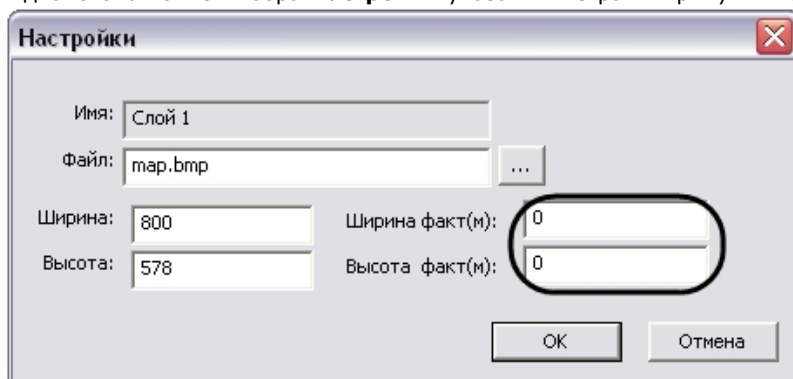 Настройки
Имя: Слой 1
Файл: map.bmp ...
Ширина: 800 Ширина факт(м): 0
Высота: 578 Высота факт(м): 0
OK Отмена